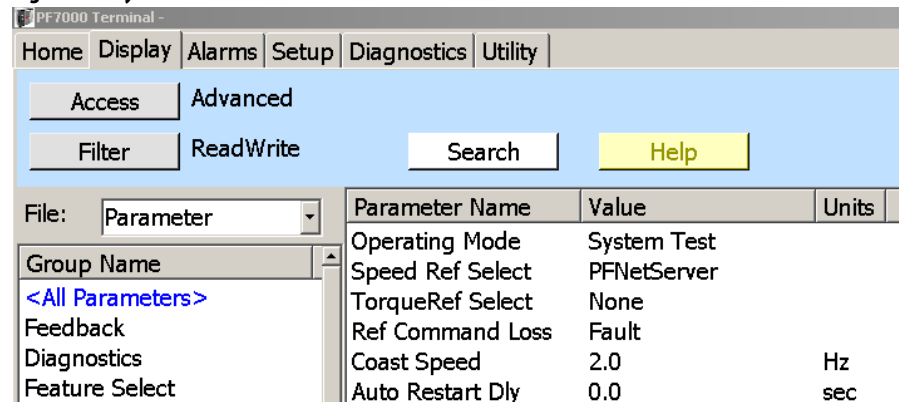 PF7000 Terminal -
Home Display Alarms Setup Diagnostics Utility
Access Advanced
Filter ReadWrite Search Help
File: Parameter
Group Name
<All Parameters>
Feedback
Diagnostics
Feature Select
Parameter Name Value Units
Operating Mode System Test
Speed Ref Select PFNetServer
TorqueRef Select None
Ref Command Loss Fault
Coast Speed 2.0 Hz
Auto Restart Dly 0.0 sec